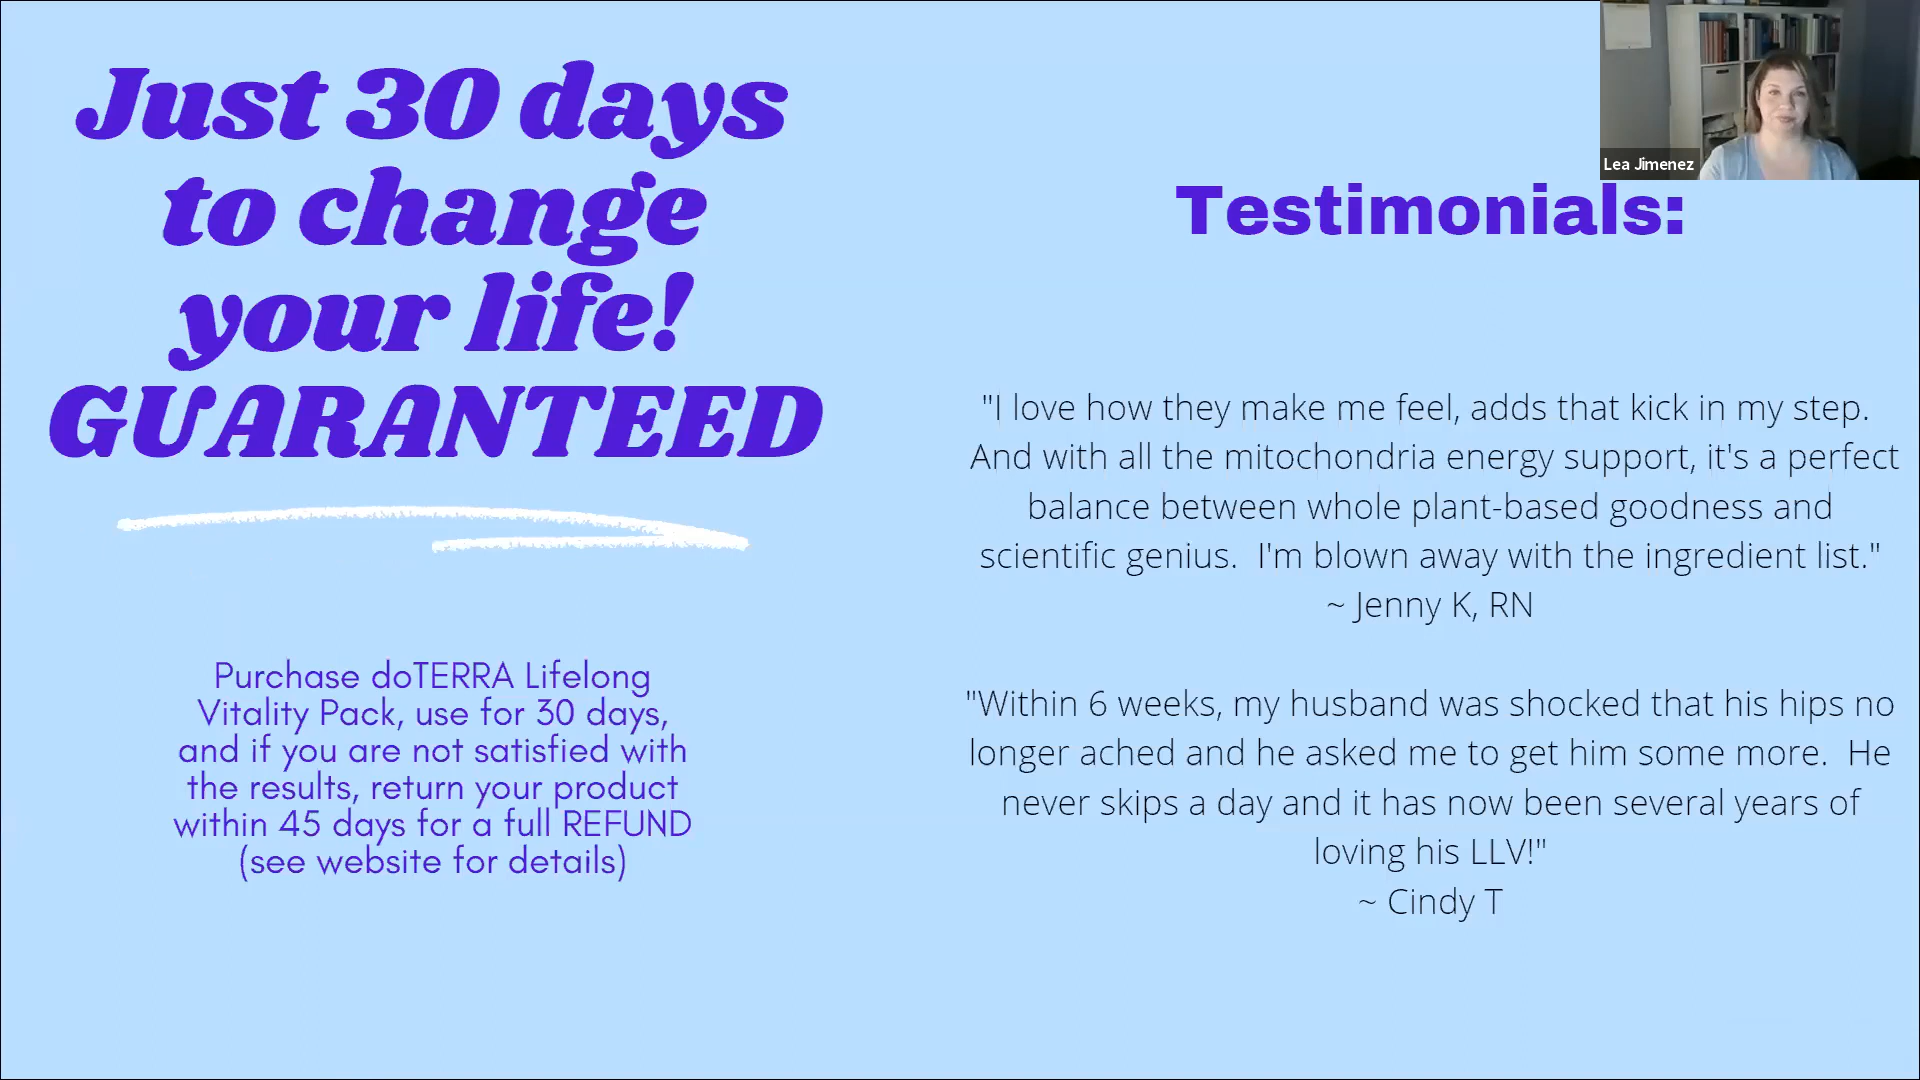 Just 30 days
to change
your life!
GUARANTEED
Purchase doTERRA Lifelong
Vitality Pack, use for 30 days,
and if you are not satisfied with
the results, return your product
within 45 days for a full REFUND
(see website for details)
Lea Jimenez
Testimonials:
"I love how they make me feel, adds that kick in my step.
And with all the mitochondria energy support, it's a perfect
balance between whole plant-based goodness and
scientific genius.  I'm blown away with the ingredient list."
~ Jenny K, RN
"Within 6 weeks, my husband was shocked that his hips no
longer ached and he asked me to get him some more.  He
never skips a day and it has now been several years of
loving his LLV!"
~ Cindy T